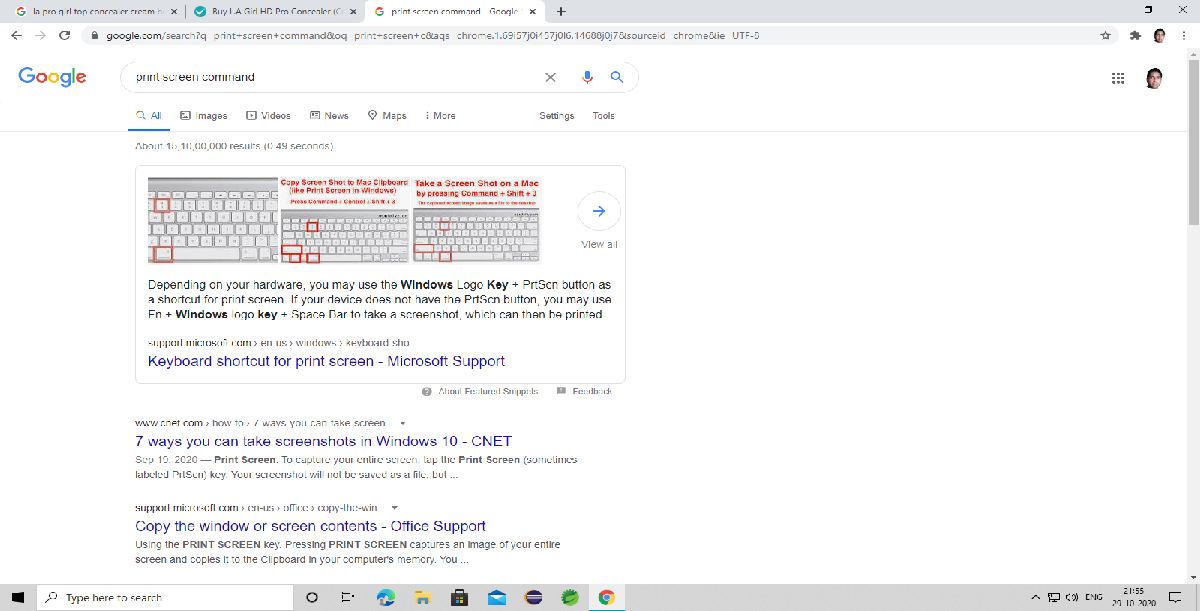 la pro girl top concealer cream b
Buy L.A Girl HD Pro Concealer (C
print screen command - Google S
google.com/search?q=print+screen+command&oq=print+screen+c&aqs=chrome.1.69i57j0i457j0l6.14688j0j7&sourceid=chrome&ie=UTF-8
Google
print screen command
All Images Videos News Maps More Settings Tools
About 15,10,00,000 results (0.49 seconds)
Copy Screen Shot to Mac Clipboard
(like Print Screen in Windows)
Press Command + Control + Shift + 3
Take a Screen Shot on a Mac
by pressing Command + Shift + 3
View all
Depending on your hardware, you may use the Windows Logo Key + PrtScn button as
a shortcut for print screen. If your device does not have the PrtScn button, you may use
Fn + Windows logo key + Space Bar to take a screenshot, which can then be printed.
support.microsoft.com › en-us › windows › keyboard-sho...
Keyboard shortcut for print screen - Microsoft Support
About Featured Snippets Feedback
www.cnet.com › how-to › 7-ways-you-can-take-screen...
7 ways you can take screenshots in Windows 10 - CNET
Sep 19, 2020 — Print Screen. To capture your entire screen, tap the Print Screen (sometimes
labeled PrtScn) key. Your screenshot will not be saved as a file, but ...
support.microsoft.com › en-us › office › copy-the-win...
Copy the window or screen contents - Office Support
Using the PRINT SCREEN key. Pressing PRINT SCREEN captures an image of your entire
screen and copies it to the Clipboard in your computer's memory. You ...
Type here to search
ENG
21:55
29-10-2020